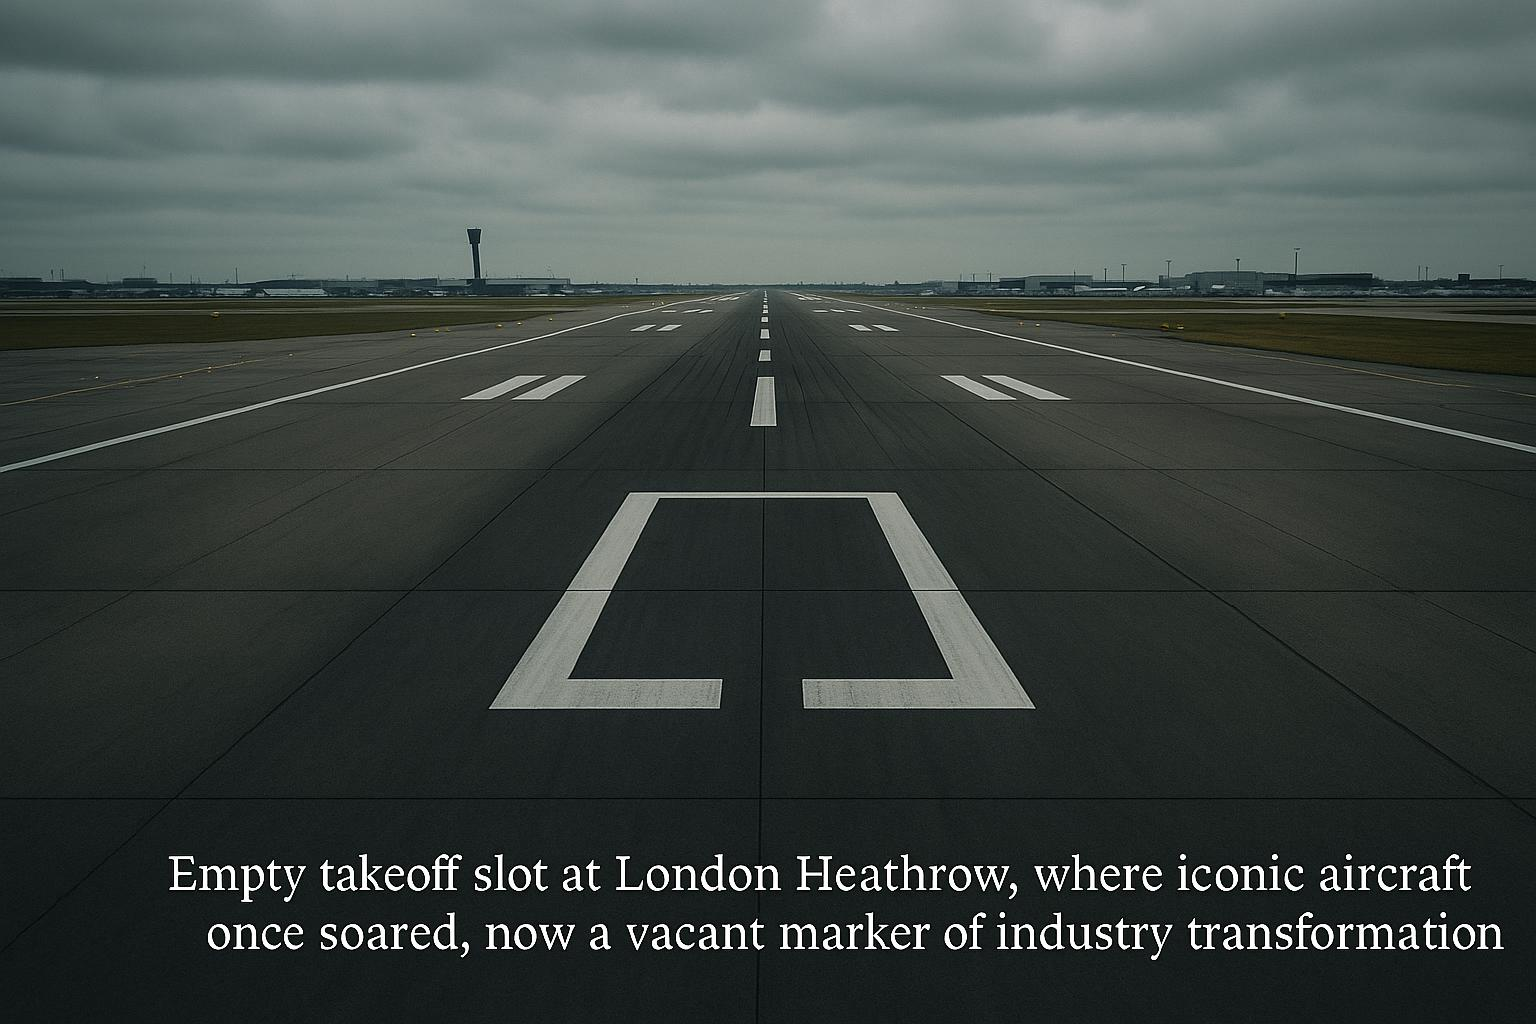 Empty takeoff slot at London Heathrow, where iconic aircraft
once soared, now a vacant marker of industry transformation